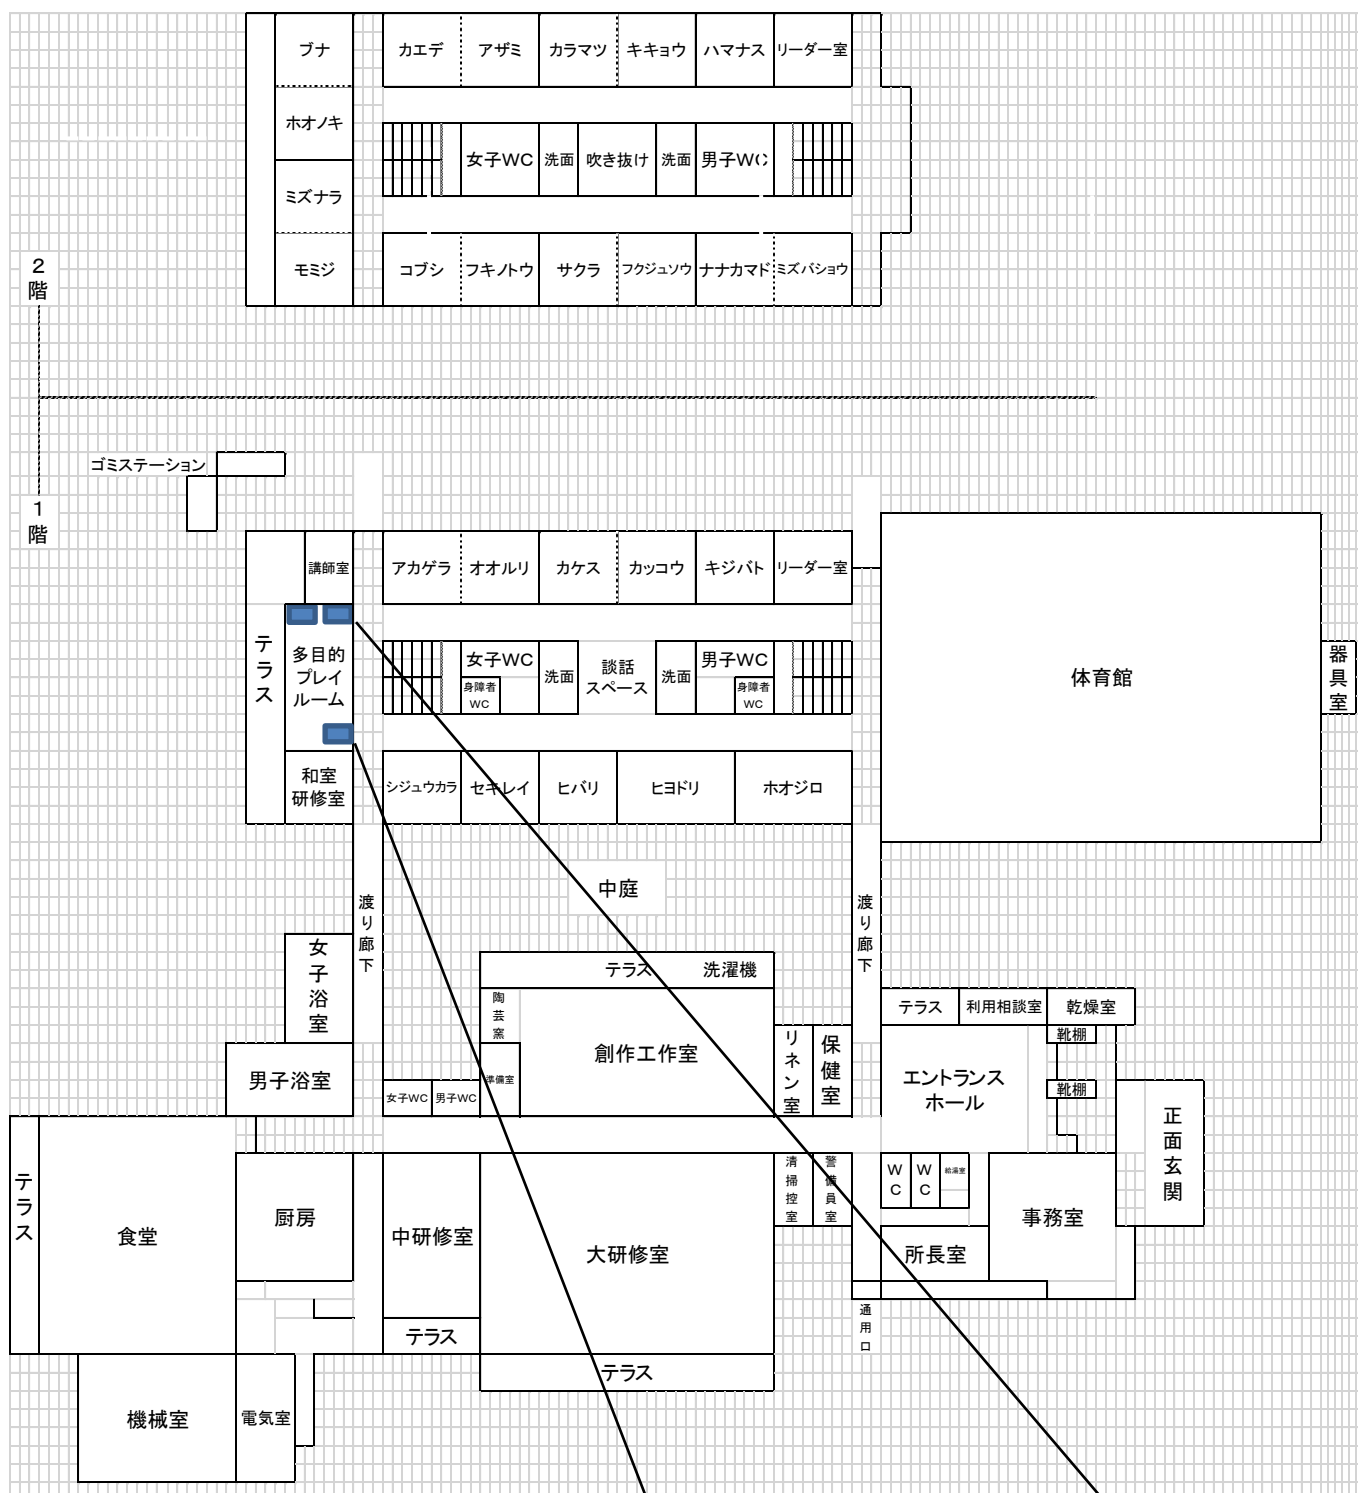 ブナ
カエデ
アザミ
カラマツ
キキョウ
ハマナス
リーダー室
ホオノキ
女子WC
洗面
吹き抜け
洗面
男子WC
ミズナラ
モミジ
コブシ
フキノトウ
サクラ
フクジュソウ
ナナカマド
ミズバショウ
2
階
1
階
ゴミステーション
講師室
アカゲラ
オオルリ
カケス
カッコウ
キジバト
リーダー室
テラス
多目的
プレイ
ルーム
女子WC
身障者
WC
洗面
談話
スペース
洗面
男子WC
身障者
WC
体育館
器具室
和室
研修室
シジュウカラ
セキレイ
ヒバリ
ヒヨドリ
ホオジロ
中庭
渡り廊下
渡り廊下
女子浴室
テラス
洗濯機
陶芸窯
創作工作室
準備室
リネン室
保健室
テラス
利用相談室
乾燥室
靴棚
靴棚
エントランス
ホール
男子浴室
女子WC
男子WC
正面玄関
テラス
食堂
厨房
中研修室
大研修室
清掃控室
警備員室
WC
WC
給湯室
事務室
所長室
通用口
テラス
テラス
機械室
電気室